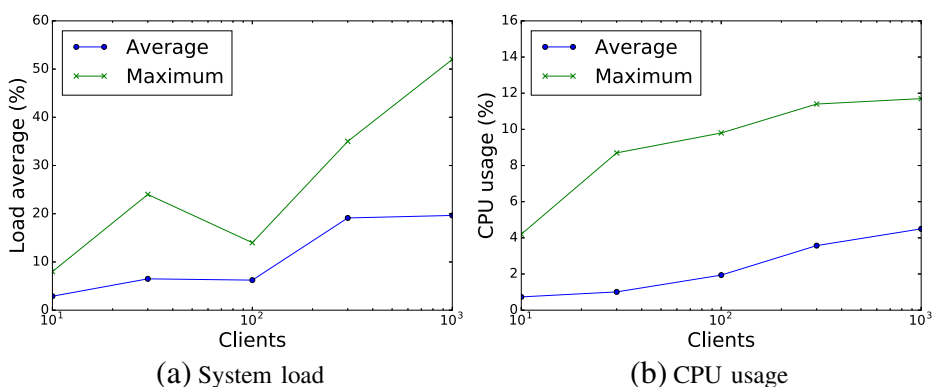 60
50
40
30
20
10
0
Load average (%)
Average
Maximum
10^1 10^2 10^3
Clients
(a) System load
16
14
12
10
8
6
4
2
0
CPU usage (%)
Average
Maximum
10^1 10^2 10^3
Clients
(b) CPU usage